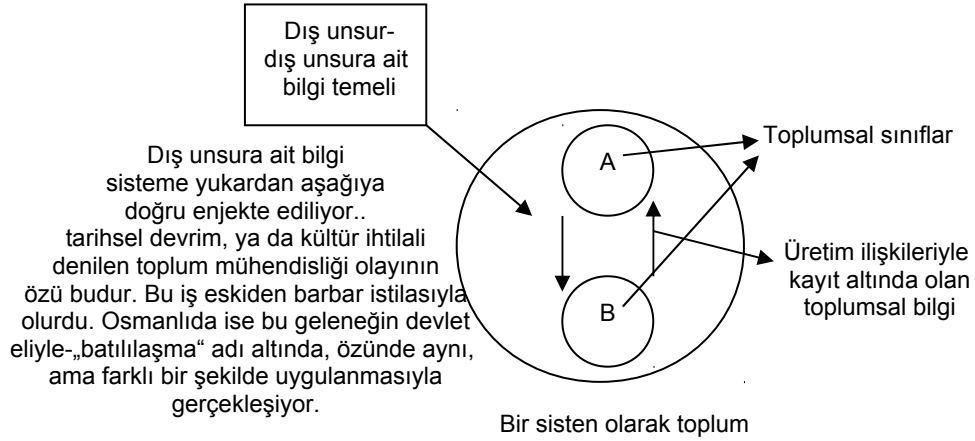 Dış unsur-
dış unsura ait
bilgi temeli
Dış unsura ait bilgi
sisteme yukardan aşağıya
doğru enjekte ediliyor..
tarihsel devrim, ya da kültür ihtilali
denilen toplum mühendisliği olayının
özü budur. Bu iş eskiden barbar istilasıyla
olurdu. Osmanlıda ise bu geleneğin devlet
eliyle-„batılılaşma“ adı altında, özünde aynı,
ama farklı bir şekilde uygulanmasıyla
gerçekleşiyor.
A
B
Toplumsal sınıflar
Üretim ilişkileriyle
kayıt altında olan
toplumsal bilgi
Bir sisten olarak toplum